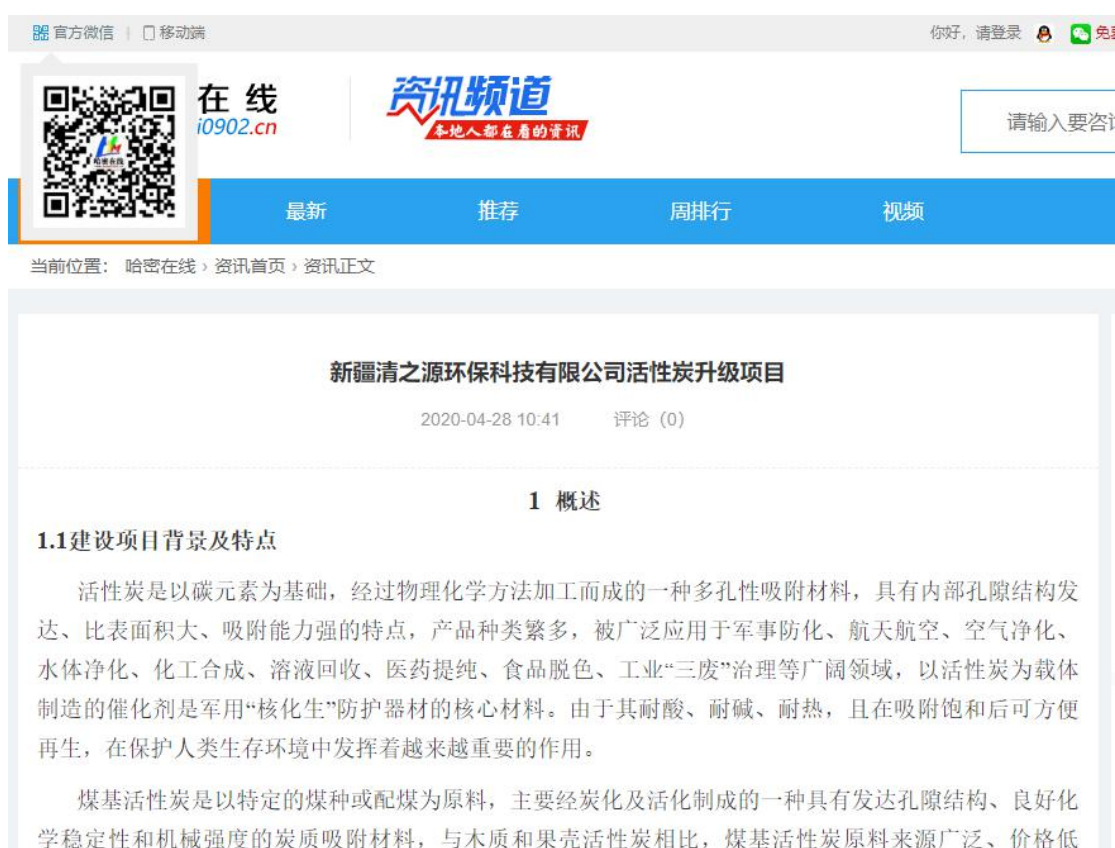 官方微信 | 移动端
你好，请登录
在线
i0902.cn
资讯频道
本地人都在看的资讯
哈密在线
请输入要咨
最新
推荐
周排行
视频
当前位置： 哈密在线 › 资讯首页 › 资讯正文
新疆清之源环保科技有限公司活性炭升级项目
2020-04-28 10:41 评论（0）
1 概述
1.1建设项目背景及特点
活性炭是以碳元素为基础，经过物理化学方法加工而成的一种多孔性吸附材料，具有内部孔隙结构发
达、比表面积大、吸附能力强的特点，产品种类繁多，被广泛应用于军事防化、航天航空、空气净化、
水体净化、化工合成、溶液回收、医药提纯、食品脱色、工业“三废”治理等广阔领域，以活性炭为载体
制造的催化剂是军用“核化生”防护器材的核心材料。由于其耐酸、耐碱、耐热，且在吸附饱和后可方便
再生，在保护人类生存环境中发挥着越来越重要的作用。
煤基活性炭是以特定的煤种或配煤为原料，主要经炭化及活化制成的一种具有发达孔隙结构、良好化
学稳定性和机械强度的炭质吸附材料，与木质和果壳活性炭相比，煤基活性炭原料来源广泛、价格低